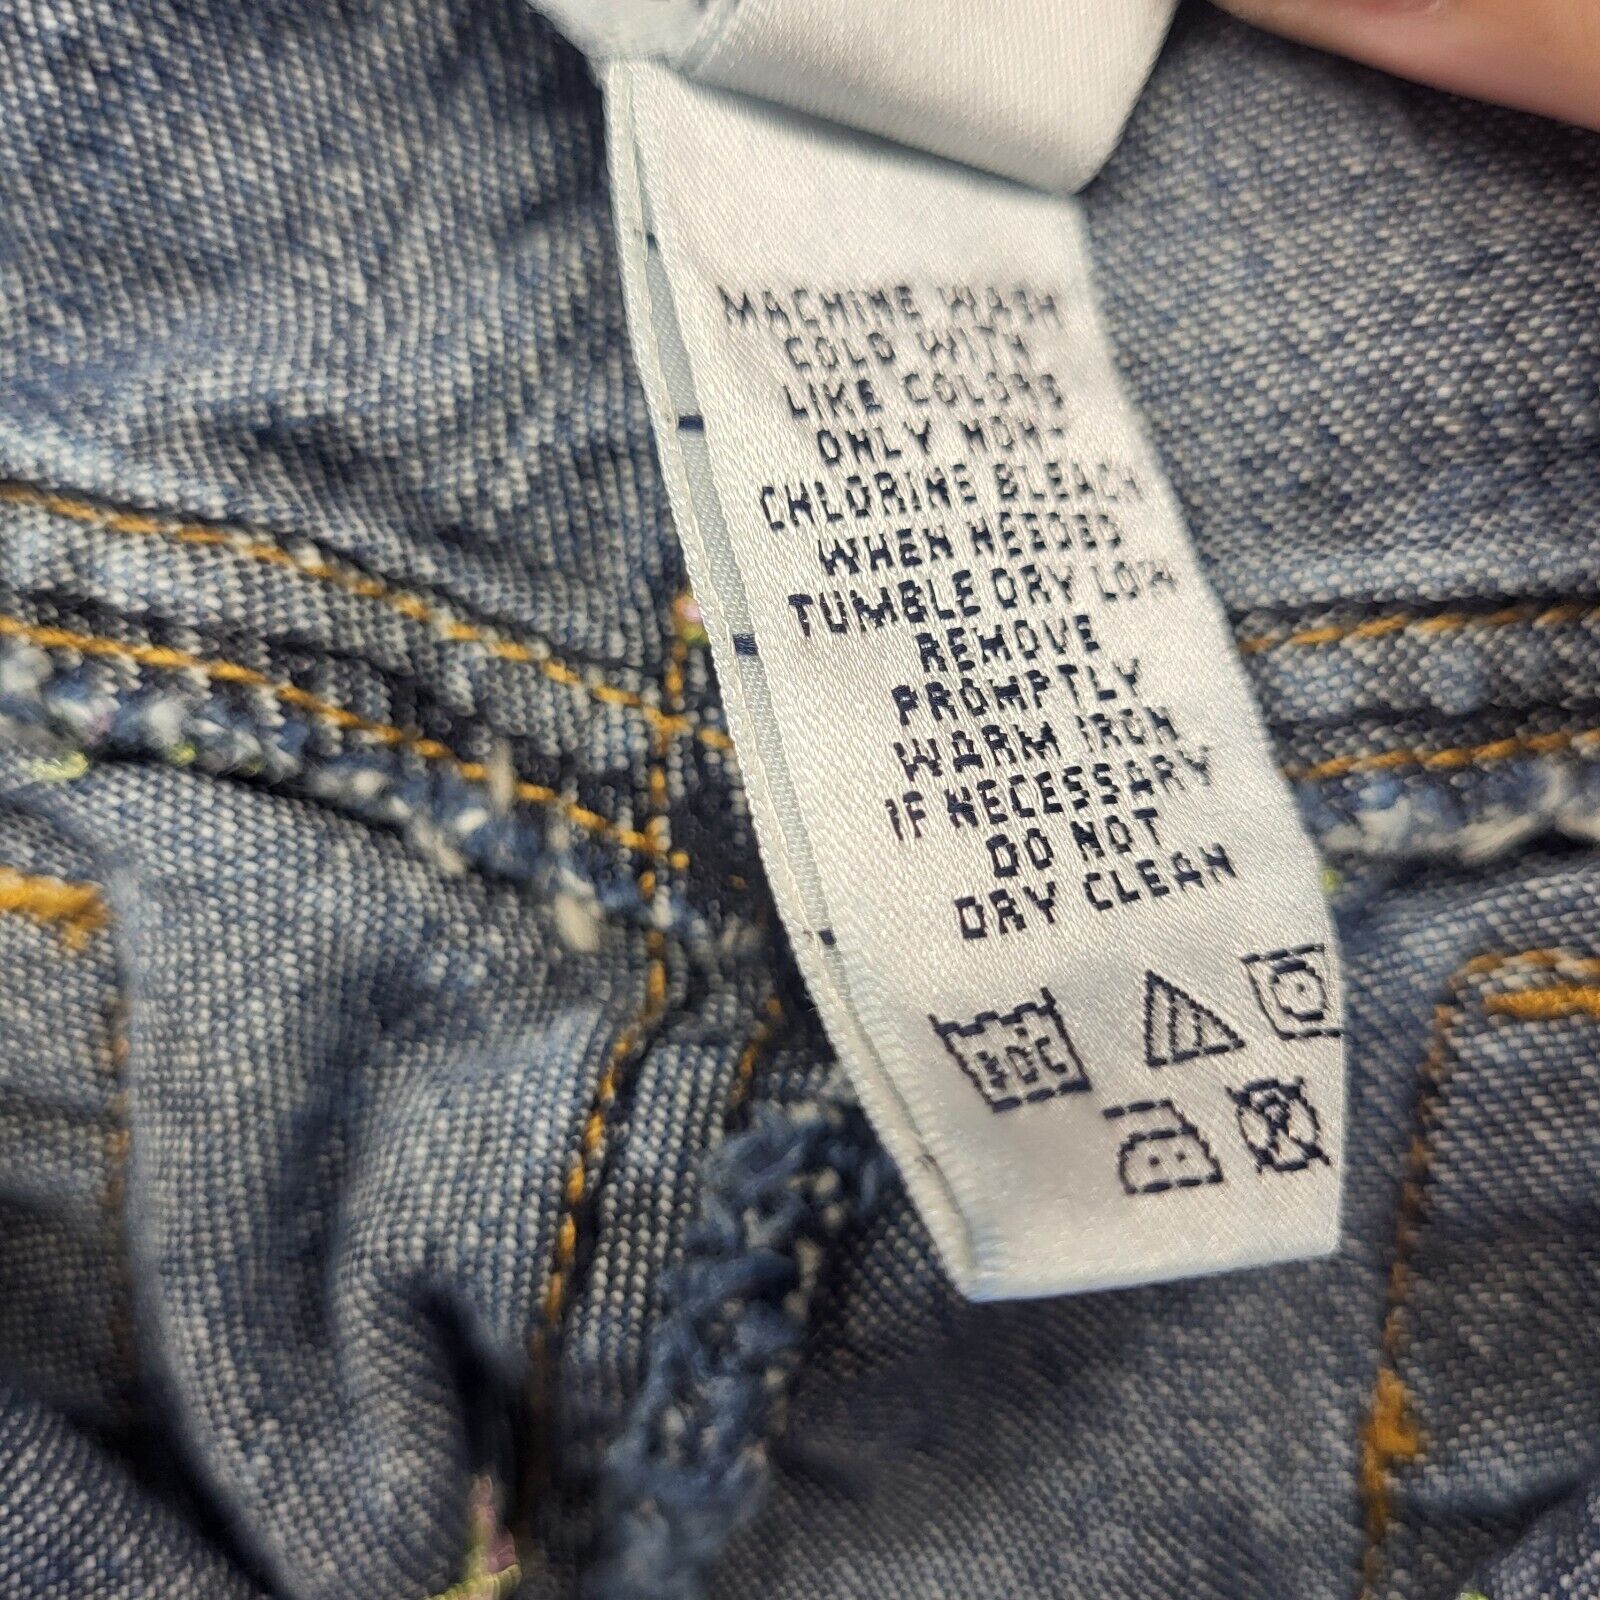 MACHINE WASH
COLD WITH
LIKE COLORS
ONLY NON-
CHLORINE BLEACH
WHEN NEEDED
TUMBLE DRY LOW
REMOVE
PROMPTLY
WARM IRON
IF NECESSARY
DO NOT
DRY CLEAN
30C